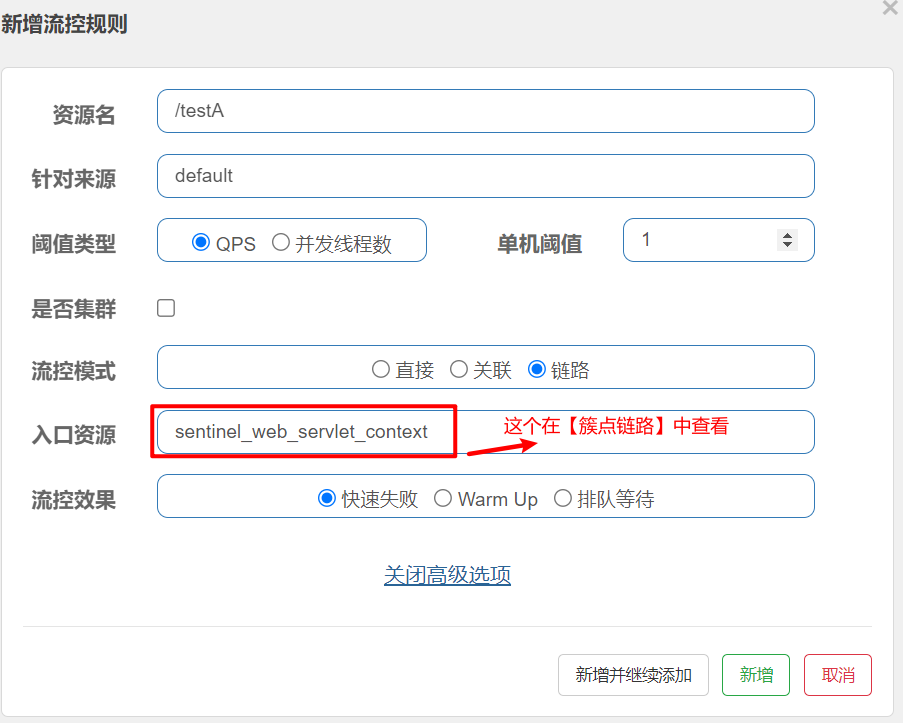 新增流控规则
资源名 /testA
针对来源 default
阈值类型 QPS 并发线程数 单机阈值 1
是否集群
流控模式 直接 关联 链路
入口资源 sentinel_web_servlet_context 这个在【簇点链路】中查看
流控效果 快速失败 Warm Up 排队等待
关闭高级选项
新增并继续添加 新增 取消